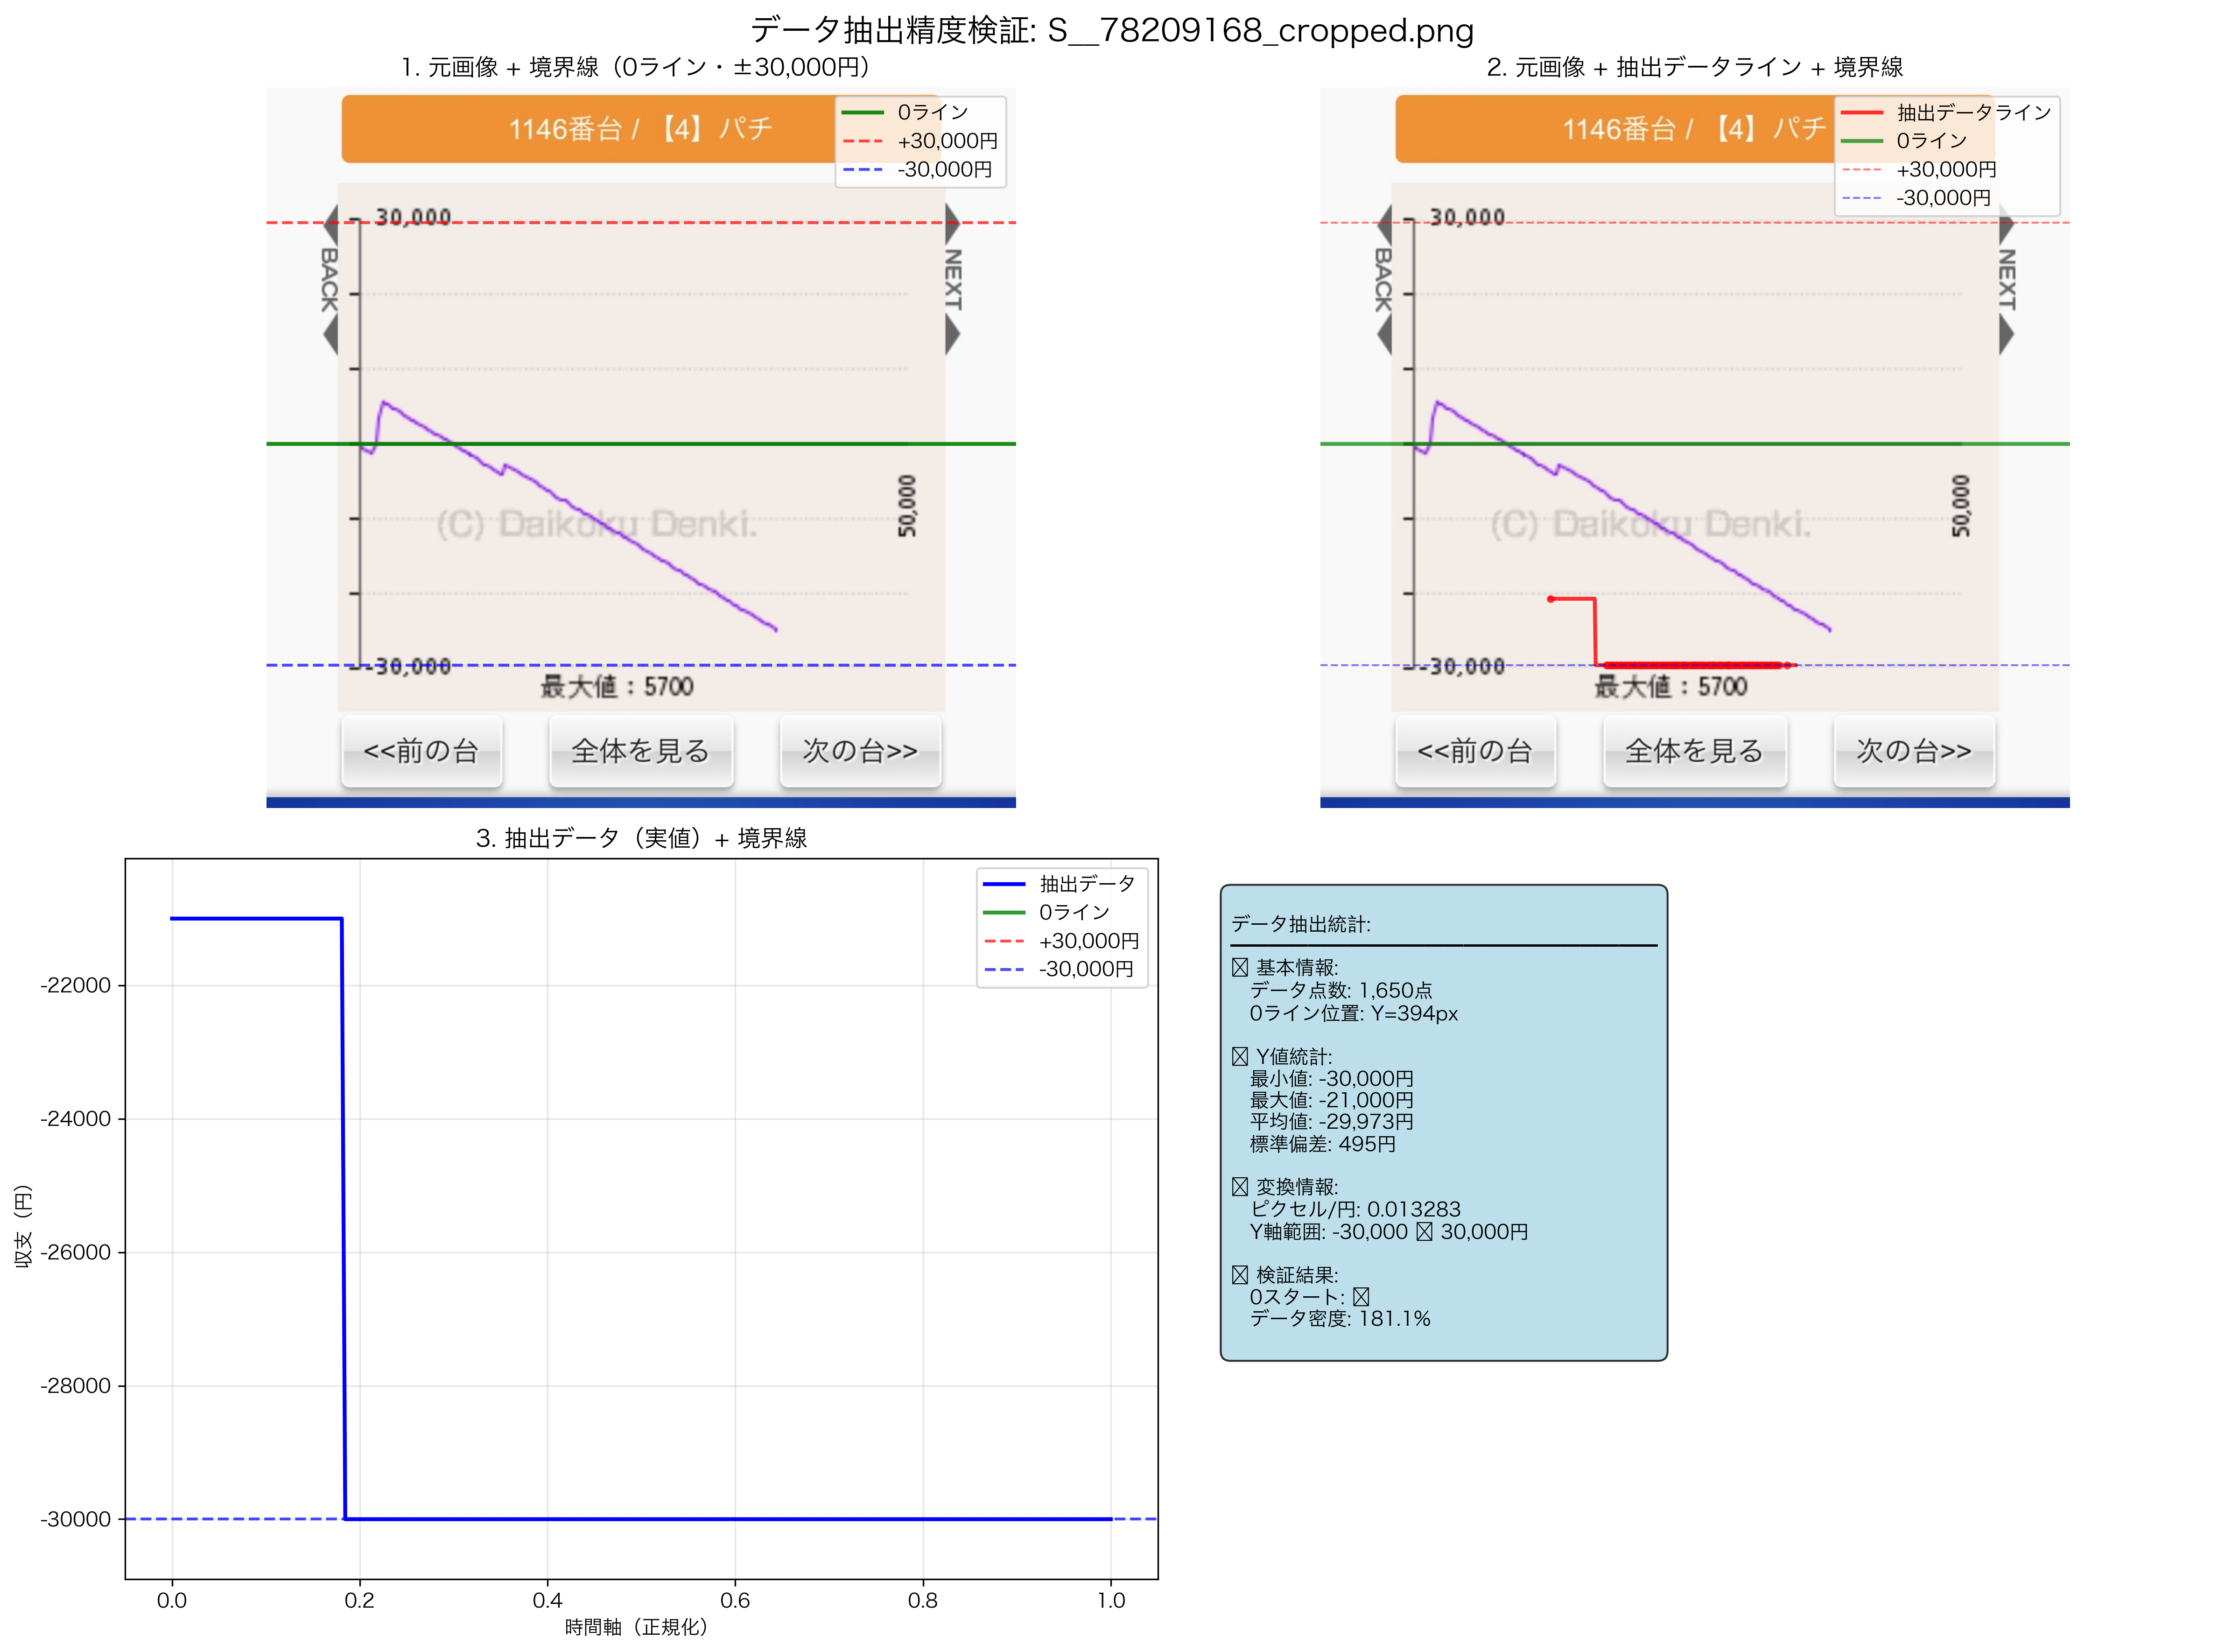 データ抽出精度検証: S__78209168_cropped.png
1. 元画像 + 境界線（0ライン・±30,000円）
1146番台 / 【4】パチ
0ライン
+30,000円
-30,000円
30,000
BACK
NEXT
50,000
(C) Daikoku Denki.
-30,000
最大値：5700
<<前の台
全体を見る
次の台>>
2. 元画像 + 抽出データライン + 境界線
1146番台 / 【4】パチ
抽出データライン
0ライン
+30,000円
-30,000円
30,000
BACK
NEXT
50,000
(C) Daikoku Denki.
-30,000
最大値：5700
<<前の台
全体を見る
次の台>>
3. 抽出データ（実値）+ 境界線
抽出データ
0ライン
+30,000円
-30,000円
-22000
-24000
-26000
-28000
-30000
収支（円）
0.0
0.2
0.4
0.6
0.8
1.0
時間軸（正規化）
データ抽出統計:
基本情報:
データ点数: 1,650点
0ライン位置: Y=394px
Y値統計:
最小値: -30,000円
最大値: -21,000円
平均値: -29,973円
標準偏差: 495円
変換情報:
ピクセル/円: 0.013283
Y軸範囲: -30,000 30,000円
検証結果:
0スタート:
データ密度: 181.1%